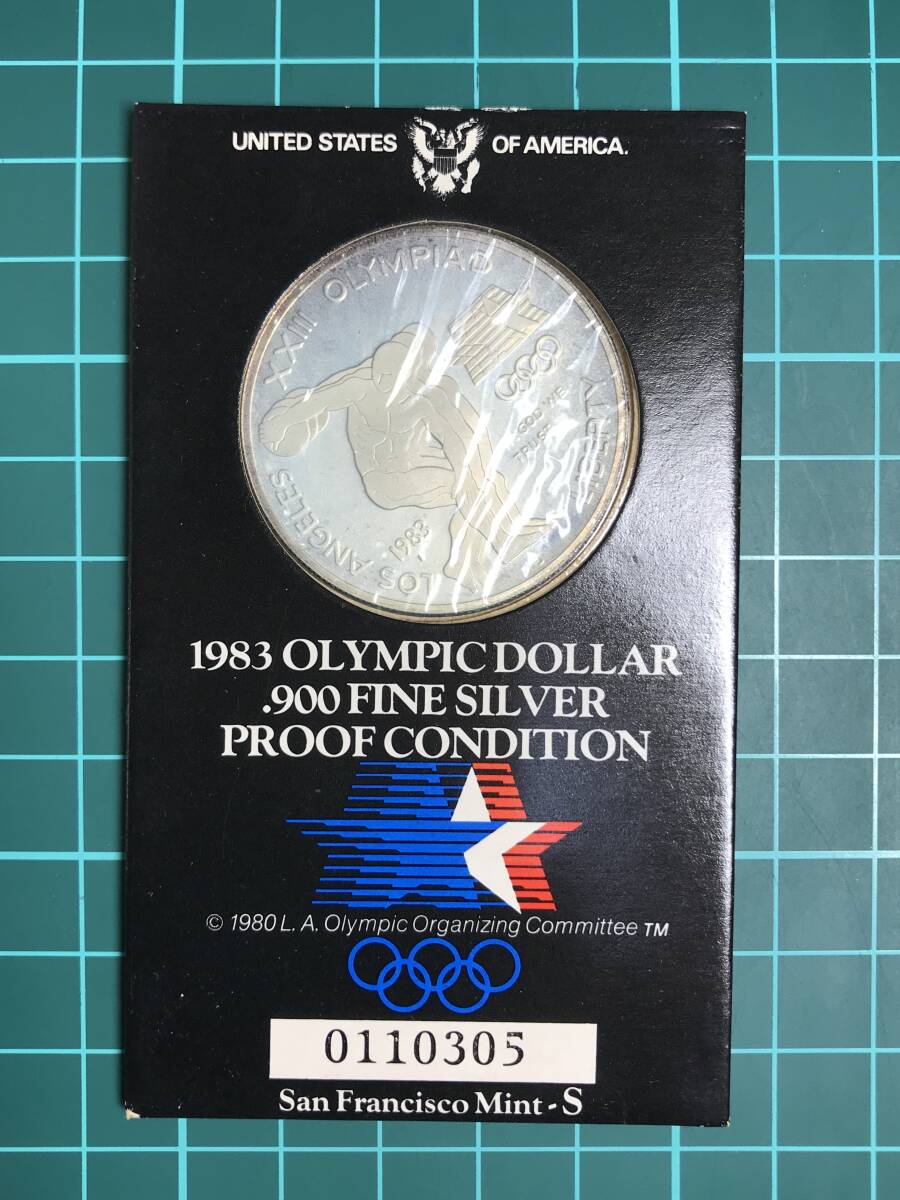 UNITED STATES OF AMERICA.
XXIII OLYMPIAD
LOS ANGELES
1983
GOD WE
TRUST
LIBERTY
1983 OLYMPIC DOLLAR
.900 FINE SILVER
PROOF CONDITION
© 1980 L. A. Olympic Organizing Committee TM
0110305
San Francisco Mint - S